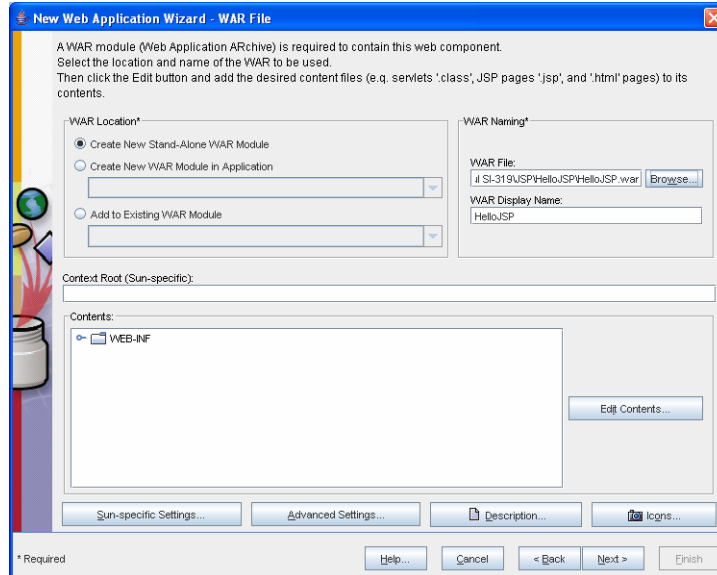 New Web Application Wizard - WAR File
A WAR module (Web Application ARchive) is required to contain this web component.
Select the location and name of the WAR to be used.
Then click the Edit button and add the desired content files (e.g. servlets '.class', JSP pages '.jsp', and '.html' pages) to its
contents.
WAR Location*
Create New Stand-Alone WAR Module
Create New WAR Module in Application
Add to Existing WAR Module
WAR Naming*
WAR File:
SI-319\JSP\HelloJSP\HelloJSP.war
Browse...
WAR Display Name:
HelloJSP
Context Root (Sun-specific):
Contents:
WEB-INF
Edit Contents...
Sun-specific Settings...
Advanced Settings...
Description...
Icons...
* Required
Help...
Cancel
< Back
Next >
Finish